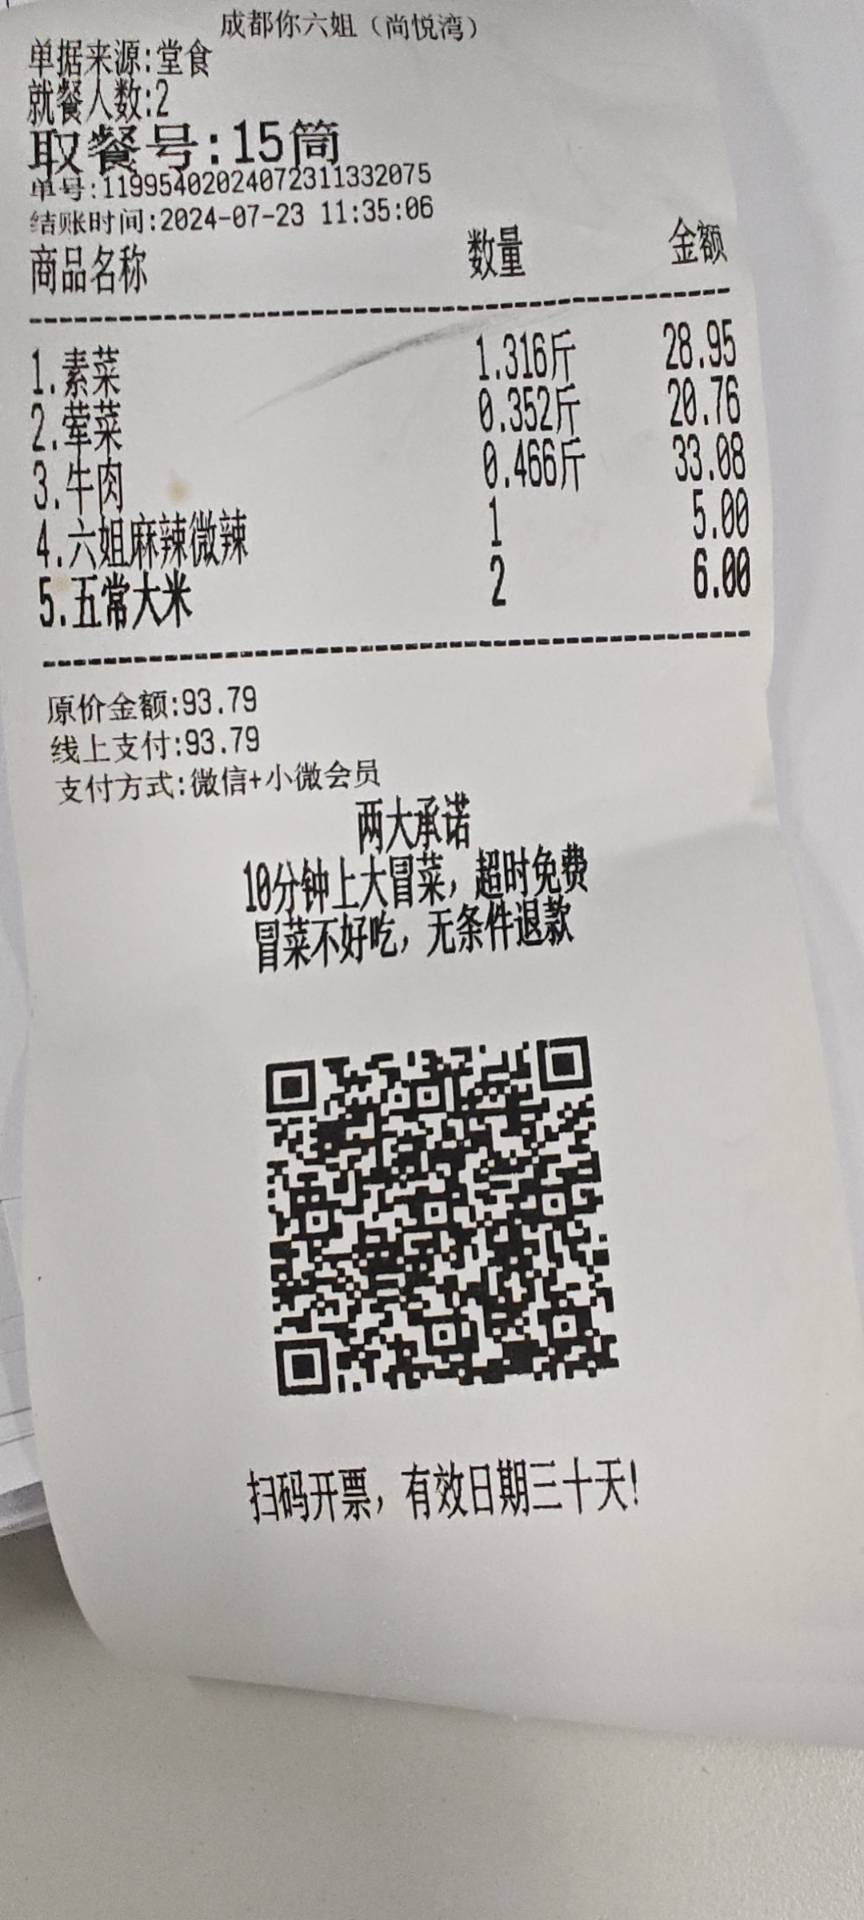 成都你六姐（尚悦湾）
单据来源:堂食
就餐人数:2
取餐号:15筒
单号:11995402024072311332075
结账时间:2024-07-23 11:35:06
商品名称 数量 金额
1.素菜 1.316斤 28.95
2.荤菜 0.352斤 20.76
3.牛肉 0.466斤 33.08
4.六姐麻辣微辣 1 5.00
5.五常大米 2 6.00
原价金额:93.79
线上支付:93.79
支付方式:微信+小微会员
两大承诺
10分钟上大冒菜，超时免费
冒菜不好吃，无条件退款
扫码开票，有效日期三十天!